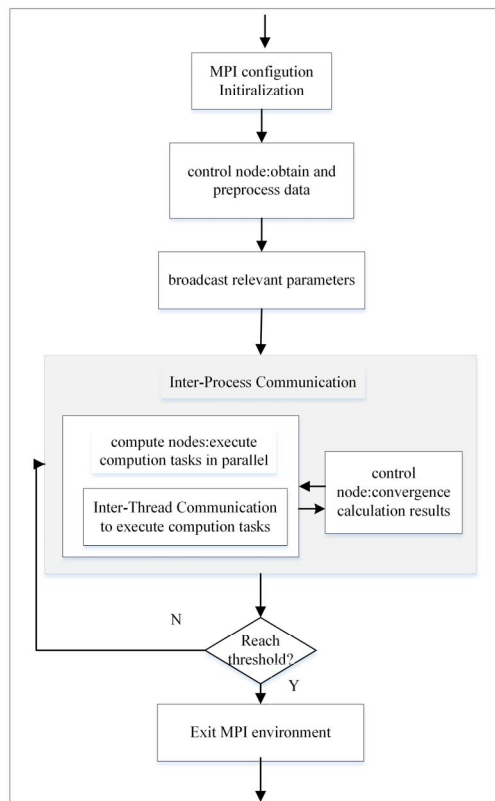 MPI configution
Initiralization
control node:obtain and
preprocess data
broadcast relevant parameters
Inter-Process Communication
compute nodes:execute
compution tasks in parallel
Inter-Thread Communication
to execute compution tasks
control
node:convergence
calculation results
N
Reach
threshold?
Y
Exit MPI environment